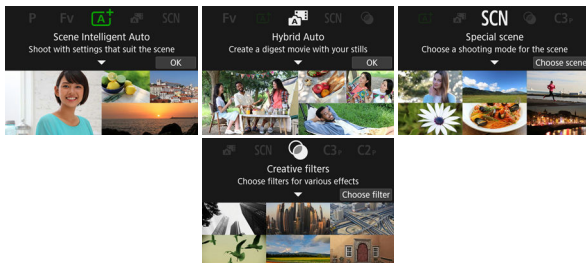 P Fv A+ SCN
Scene Intelligent Auto
Shoot with settings that suit the scene
OK
Fv A+ A SCN
Hybrid Auto
Create a digest movie with your stills
OK
SCN C3
Special scene
Choose a shooting mode for the scene
Choose scene
SCN C3 C2
Creative filters
Choose filters for various effects
Choose filter